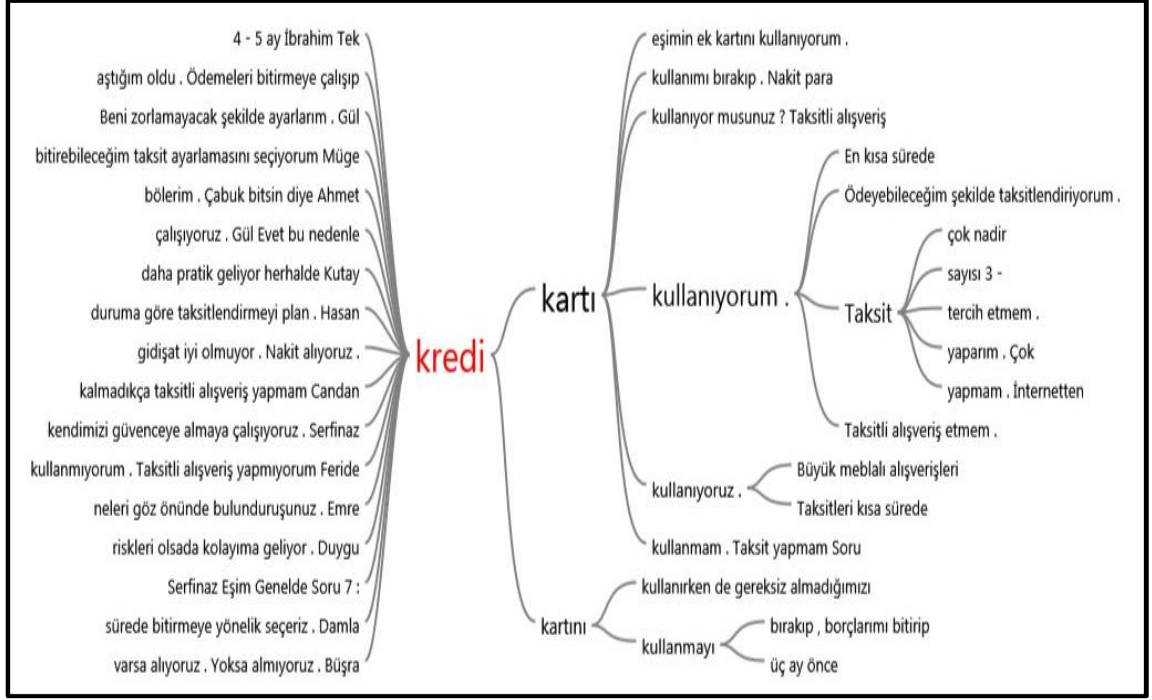 4 - 5 ay İbrahim Tek
aştığım oldu . Ödemeleri bitirmeye çalışıp
Beni zorlamayacak şekilde ayarlarım . Gül
bitirebileceğim taksit ayarlamasını seçiyorum Müge
bölerim . Çabuk bitsin diye Ahmet
çalışıyoruz . Gül Evet bu nedenle
daha pratik geliyor herhalde Kutay
duruma göre taksitlendirmeyi plan . Hasan
gidişat iyi olmuyor . Nakit alıyoruz .
kalmadıkça taksitli alışveriş yapmam Candan
kendimizi güvenceye almaya çalışıyoruz . Serfinaz
kullanmıyorum . Taksitli alışveriş yapmıyorum Feride
neleri göz önünde bulunduruşunuz . Emre
riskleri olsada kolayıma geliyor . Duygu
Serfinaz Eşim Genelde Soru 7 :
sürede bitirmeye yönelik seçeriz . Damla
varsa alıyoruz . Yoksa almıyoruz . Büşra
kredi
kartı
eşimin ek kartını kullanıyorum .
kullanımı bırakıp . Nakit para
kullanıyor musunuz ? Taksitli alışveriş
kullanıyorum .
En kısa sürede
Ödeyebileceğim şekilde taksitlendiriyorum .
Taksit
çok nadir
sayısı 3 -
tercih etmem .
yaparım . Çok
yapmam . İnternetten
Taksitli alışveriş etmem .
kullanıyoruz .
Büyük meblalı alışverişleri
Taksitleri kısa sürede
kullanmam . Taksit yapmam Soru
kartını
kullanırken de gereksiz almadığımızı
kullanmayı
bırakıp , borçlarımı bitirip
üç ay önce